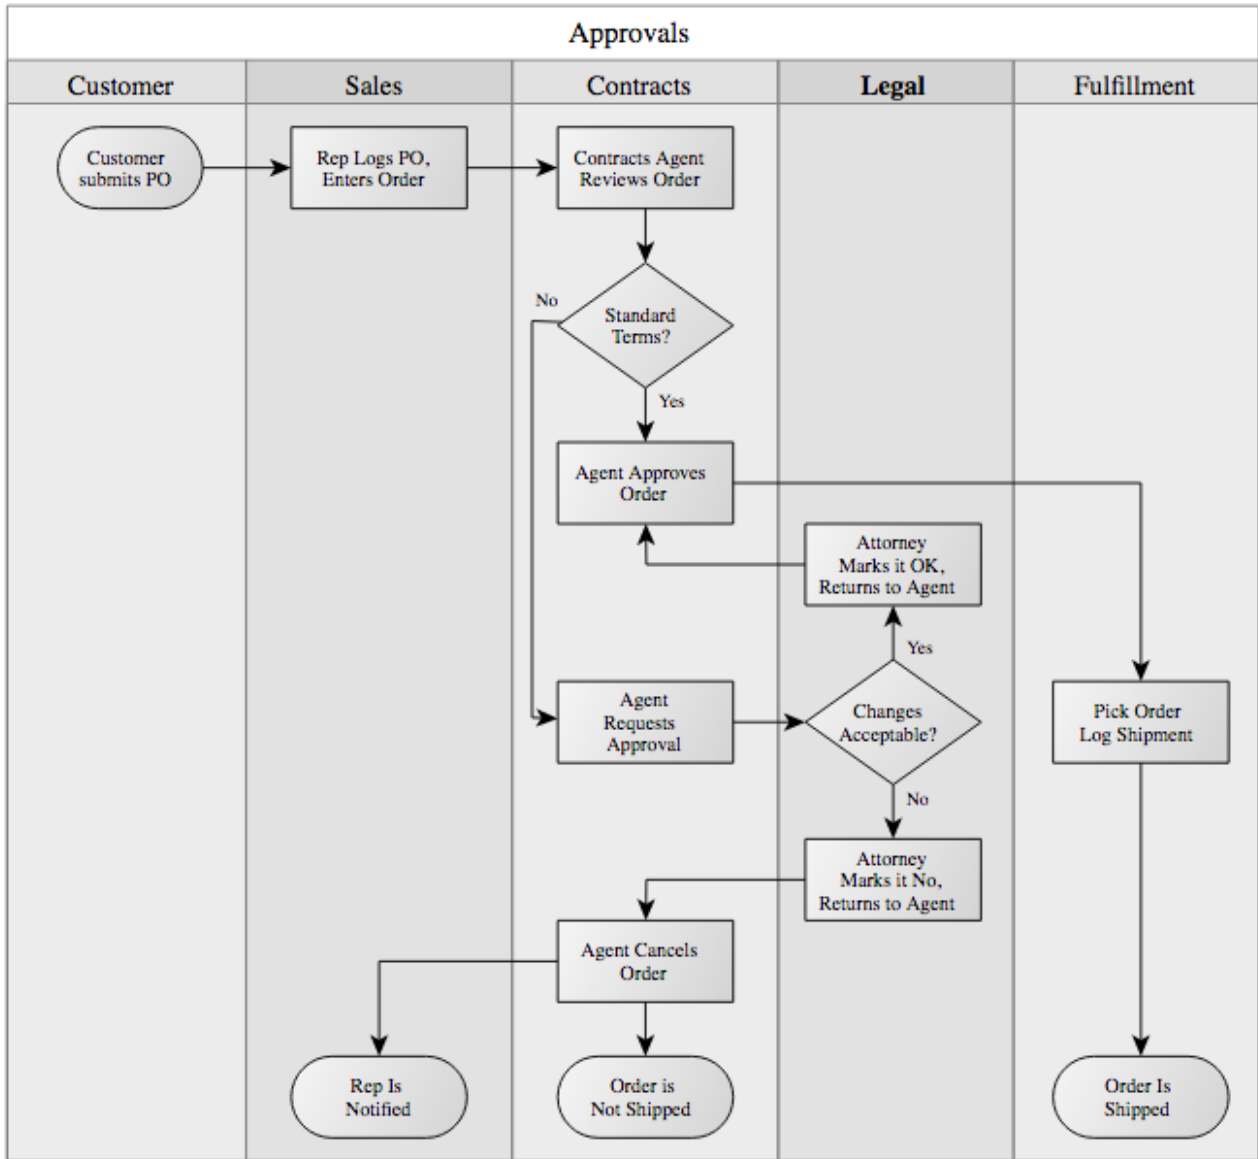 Approvals
Customer
Sales
Contracts
Legal
Fulfillment
Customer
submits PO
Rep Logs PO,
Enters Order
Contracts Agent
Reviews Order
No
Standard
Terms?
Yes
Agent Approves
Order
Attorney
Marks it OK,
Returns to Agent
Yes
Agent
Requests
Approval
Changes
Acceptable?
Pick Order
Log Shipment
No
Attorney
Marks it No,
Returns to Agent
Agent Cancels
Order
Rep Is
Notified
Order is
Not Shipped
Order Is
Shipped